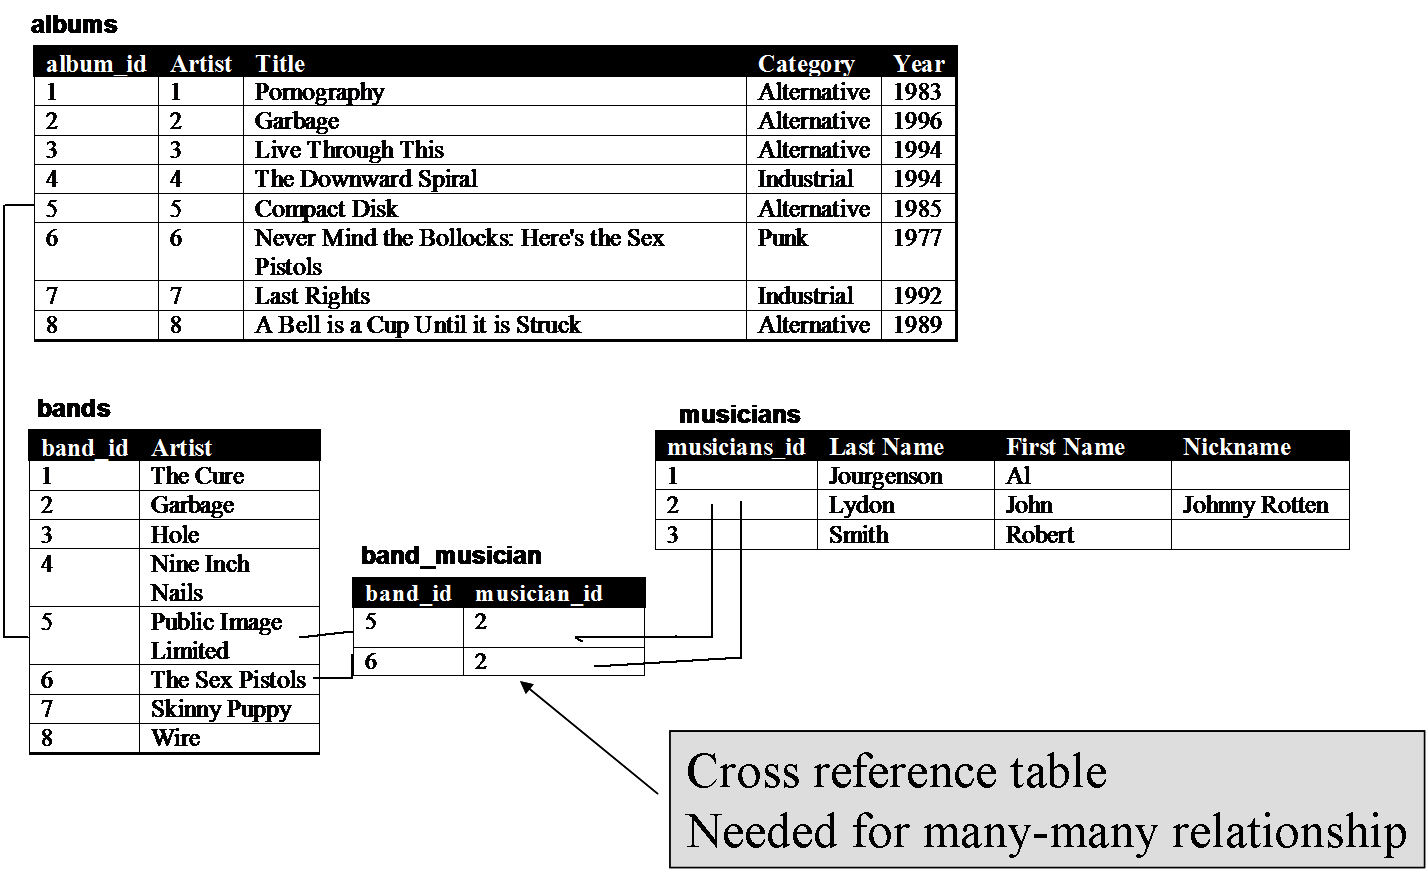 albums
album_id Artist Title Category Year
1 1 Pornography Alternative 1983
2 2 Garbage Alternative 1996
3 3 Live Through This Alternative 1994
4 4 The Downward Spiral Industrial 1994
5 5 Compact Disk Alternative 1985
6 6 Never Mind the Bollocks: Here's the Sex Punk 1977
Pistols
7 7 Last Rights Industrial 1992
8 8 A Bell is a Cup Until it is Struck Alternative 1989
bands
band_id Artist
1 The Cure
2 Garbage
3 Hole
4 Nine Inch
Nails
5 Public Image
Limited
6 The Sex Pistols
7 Skinny Puppy
8 Wire
band_musician
band_id musician_id
5 2
6 2
musicians
musicians_id Last Name First Name Nickname
1 Jourgenson Al
2 Lydon John Johnny Rotten
3 Smith Robert
Cross reference table
Needed for many-many relationship